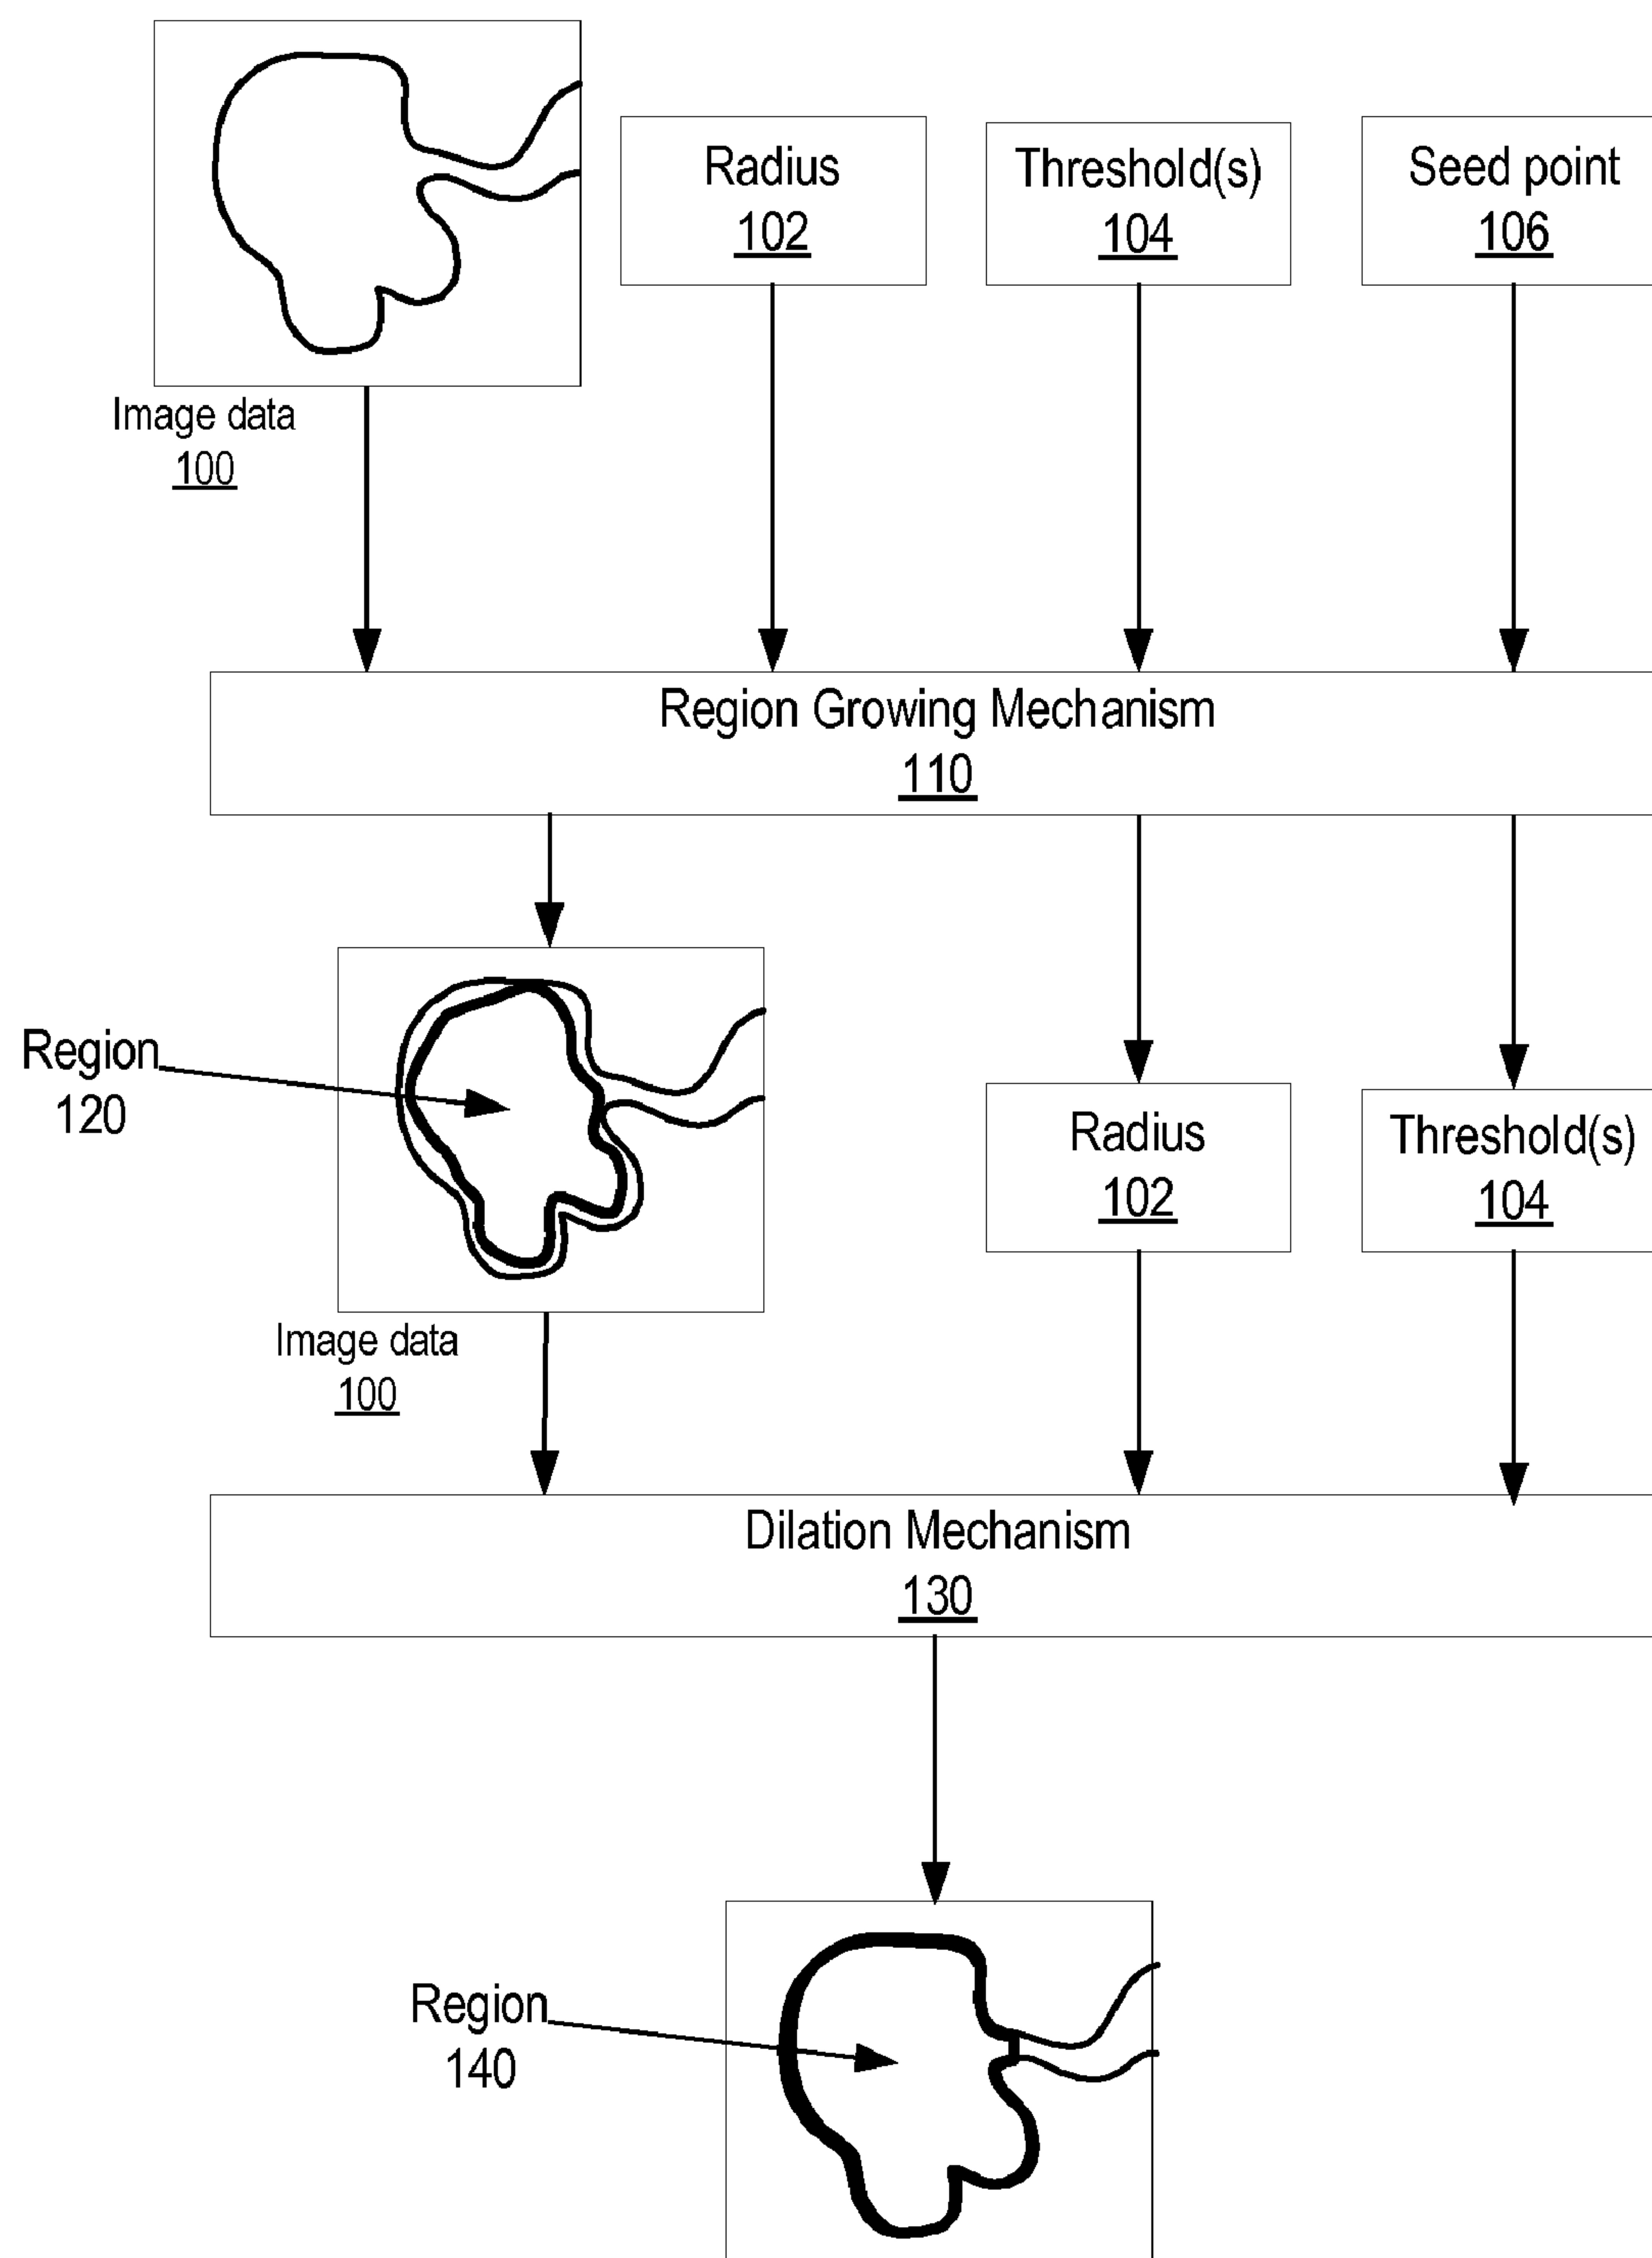 Radius
102
Threshold(s)
104
Seed point
106
Image data
100
Region Growing Mechanism
110
Region
120
Radius
102
Threshold(s)
104
Image data
100
Dilation Mechanism
130
Region
140